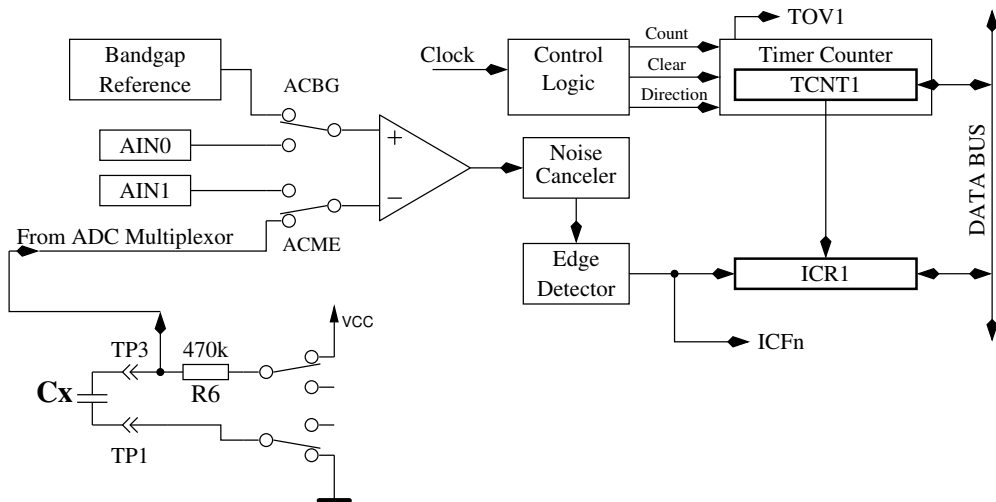 TOV1
Bandgap
Reference
ACBG
Clock
Control
Logic
Count
Clear
Direction
Timer Counter
TCNT1
AIN0
AIN1
+
−
Noise
Canceler
DATA BUS
From ADC Multiplexor
ACME
Edge
Detector
ICR1
ICFn
VCC
TP3
470k
R6
Cx
TP1